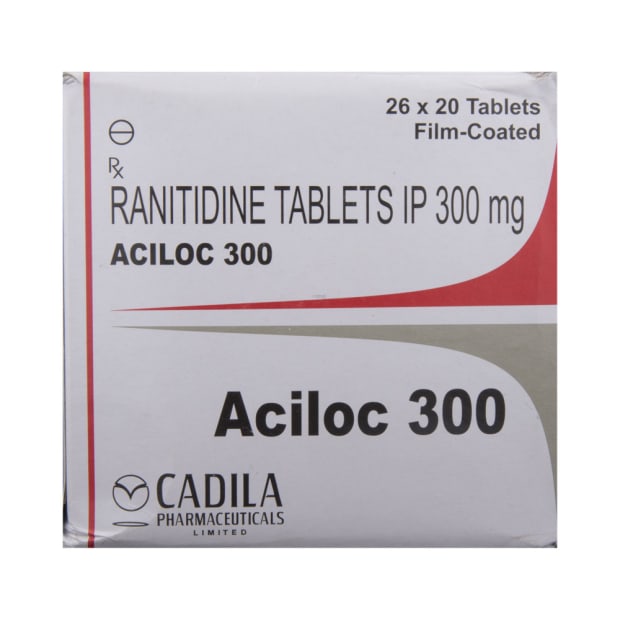 26 x 20 Tablets
Film-Coated
Rx
RANITIDINE TABLETS IP 300 mg
ACILOC 300
Aciloc 300
CADILA
PHARMACEUTICALS
LIMITED